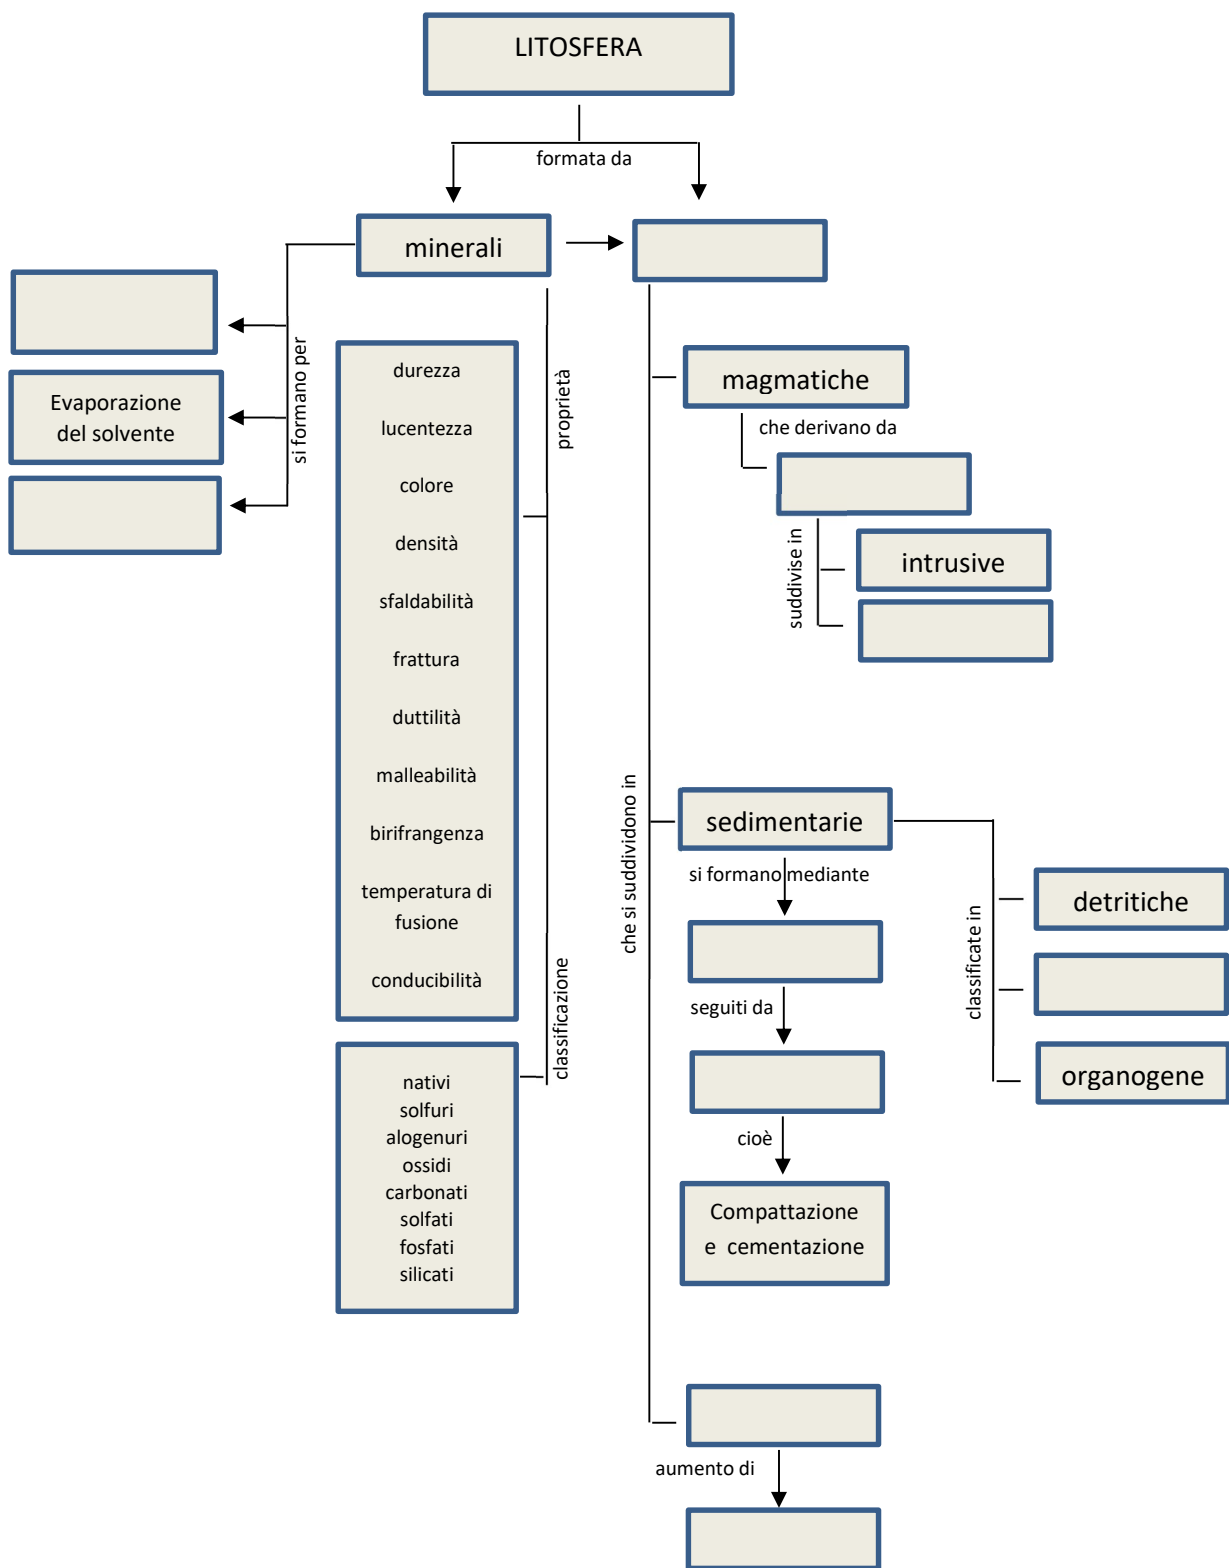 LITOSFERA
formata da
minerali
si formano per
Evaporazione
del solvente
proprietà
durezza
lucentezza
colore
densità
sfaldabilità
frattura
duttilità
malleabilità
birifrangenza
temperatura di
fusione
conducibilità
classificazione
nativi
solfuri
alogenuri
ossidi
carbonati
solfati
fosfati
silicati
che si suddividono in
magmatiche
che derivano da
suddivise in
intrusive
sedimentarie
si formano mediante
seguiti da
cioè
Compattazione
e cementazione
classificate in
detritiche
organogene
aumento di